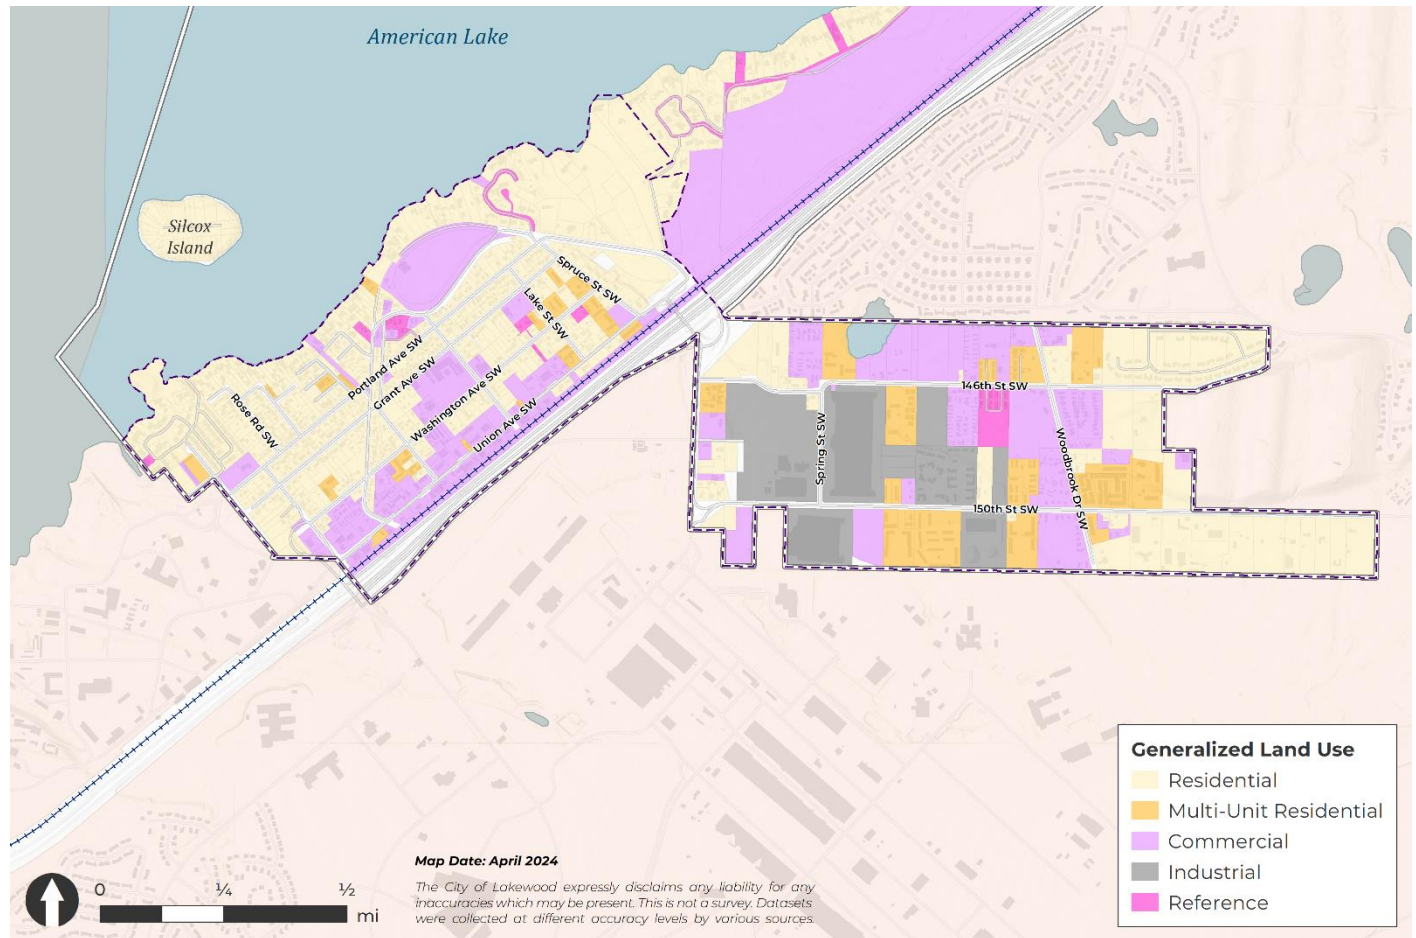 American Lake
Silcox
Island
Spruce St SW
Lake St SW
Portland Ave SW
Grant Ave SW
Washington Ave SW
Union Ave SW
Rose Rd SW
146th St SW
Spring St SW
Woodbrook Dr SW
150th St SW
Generalized Land Use
Residential
Multi-Unit Residential
Commercial
Industrial
Reference
Map Date: April 2024
The City of Lakewood expressly disclaims any liability for any
inaccuracies which may be present. This is not a survey. Datasets
were collected at different accuracy levels by various sources.
0 ¼ ½
mi